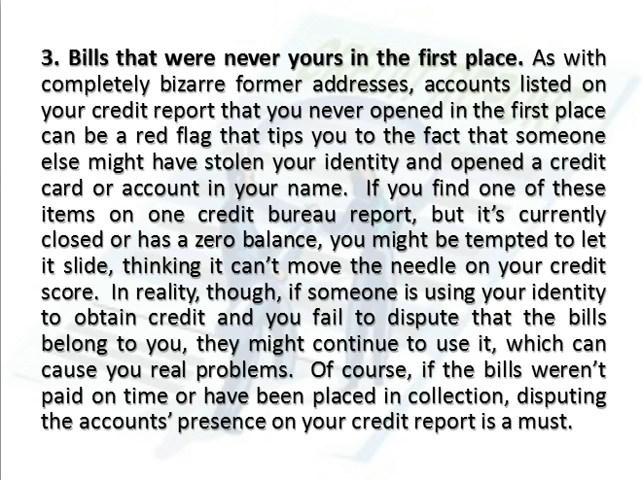 3. Bills that were never yours in the first place. As with
completely bizarre former addresses, accounts listed on
your credit report that you never opened in the first place
can be a red flag that tips you to the fact that someone
else might have stolen your identity and opened a credit
card or account in your name. If you find one of these
items on one credit bureau report, but it’s currently
closed or has a zero balance, you might be tempted to let
it slide, thinking it can’t move the needle on your credit
score. In reality, though, if someone is using your identity
to obtain credit and you fail to dispute that the bills
belong to you, they might continue to use it, which can
cause you real problems. Of course, if the bills weren’t
paid on time or have been placed in collection, disputing
the accounts’ presence on your credit report is a must.